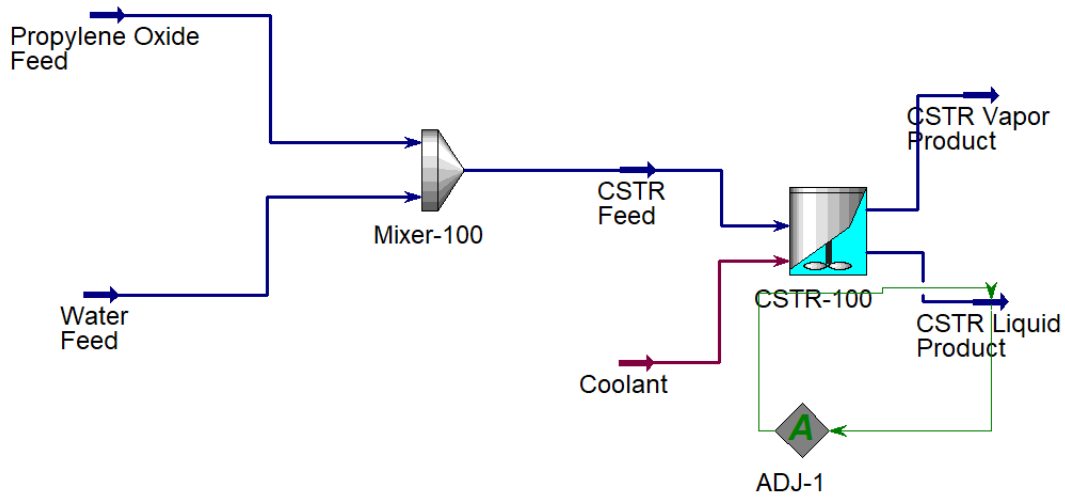 Propylene Oxide
Feed
CSTR Vapor
Product
CSTR
Feed
Mixer-100
CSTR-100
Water
Feed
CSTR Liquid
Product
Coolant
A
ADJ-1